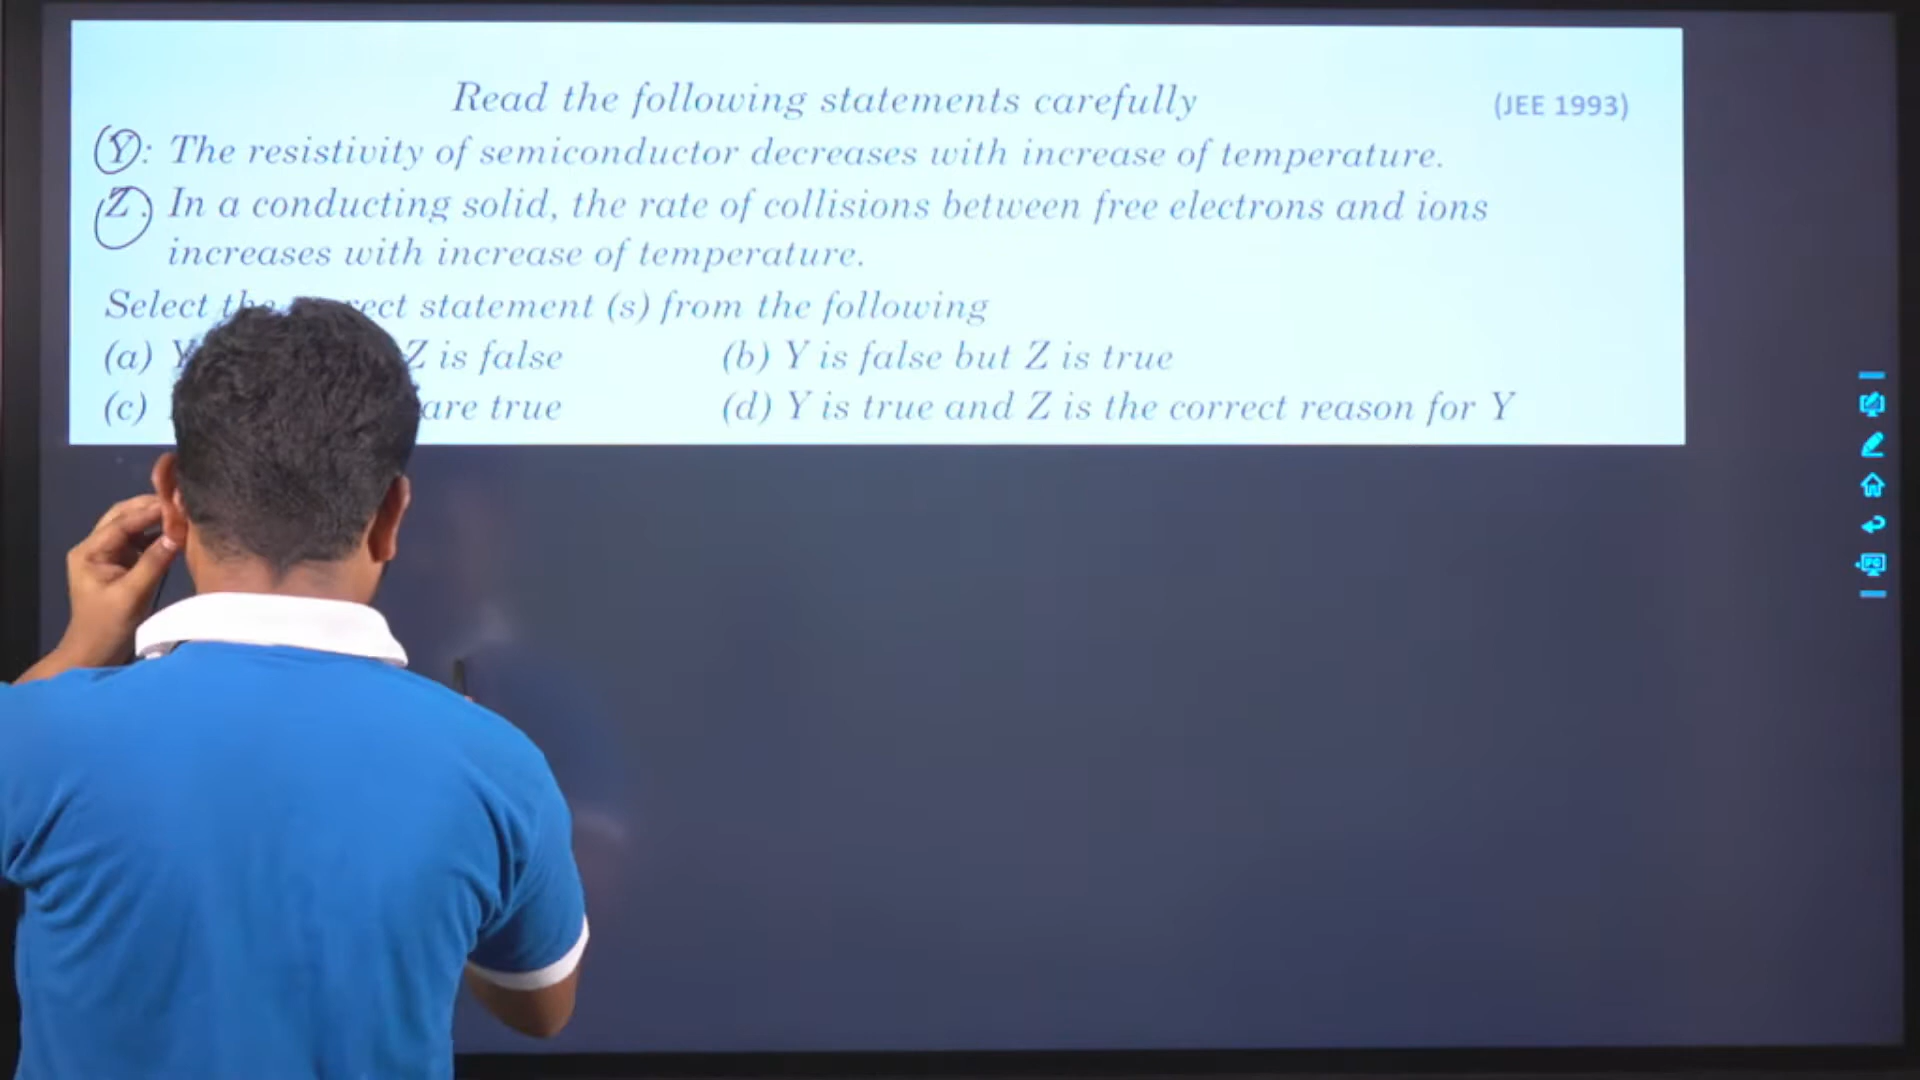 Read the following statements carefully (JEE 1993)
Y: The resistivity of semiconductor decreases with increase of temperature.
Z: In a conducting solid, the rate of collisions between free electrons and ions
increases with increase of temperature.
Select the correct statement (s) from the following
(a) Y Z is false (b) Y is false but Z is true
(c) are true (d) Y is true and Z is the correct reason for Y